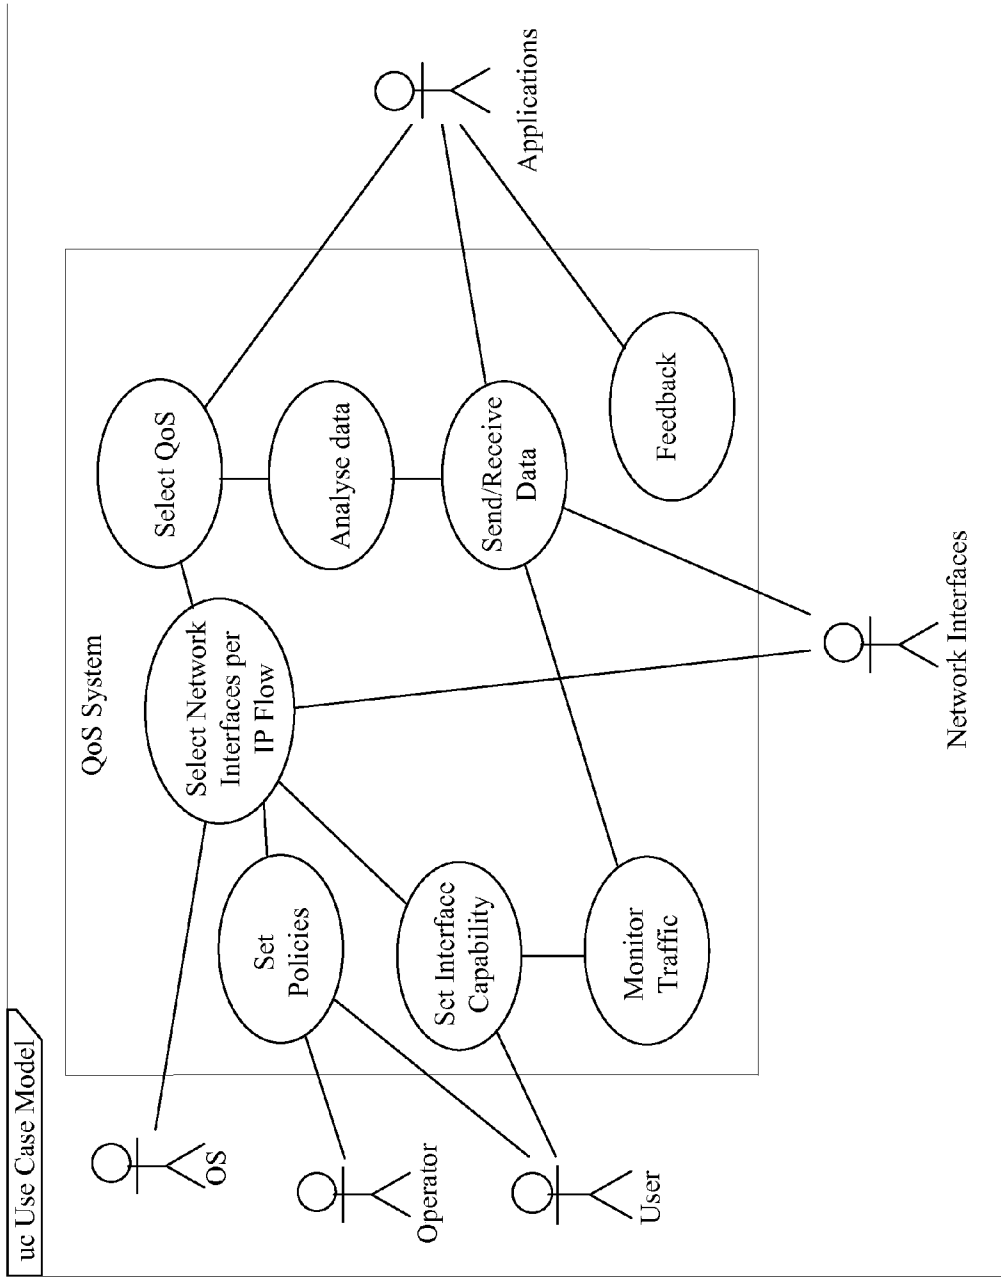 uc Use Case Model
QoS System
OS
Operator
User
Select Network
Interfaces per
IP Flow
Set
Policies
Set Interface
Capability
Monitor
Traffic
Select QoS
Analyse data
Send/Receive
Data
Feedback
Applications
Network Interfaces